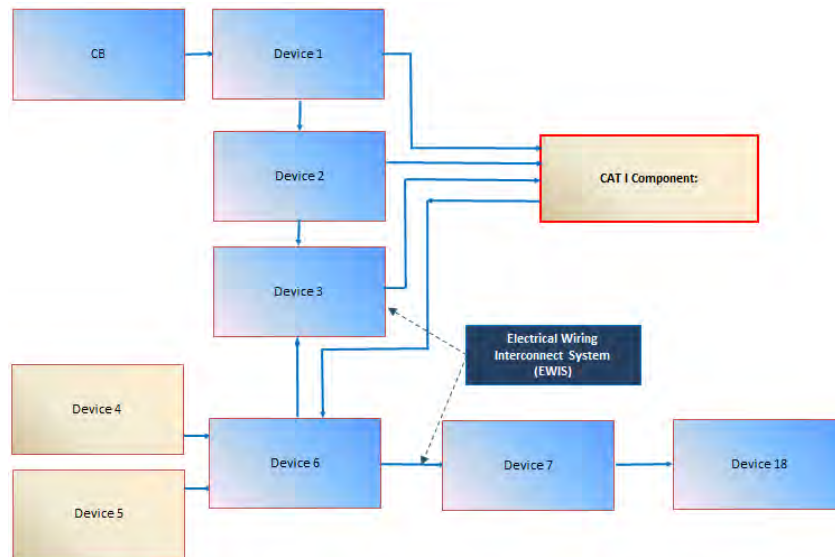 CB
Device 1
Device 2
CAT I Component:
Device 3
Electrical Wiring
Interconnect System
(EWIS)
Device 4
Device 6
Device 7
Device 18
Device 5